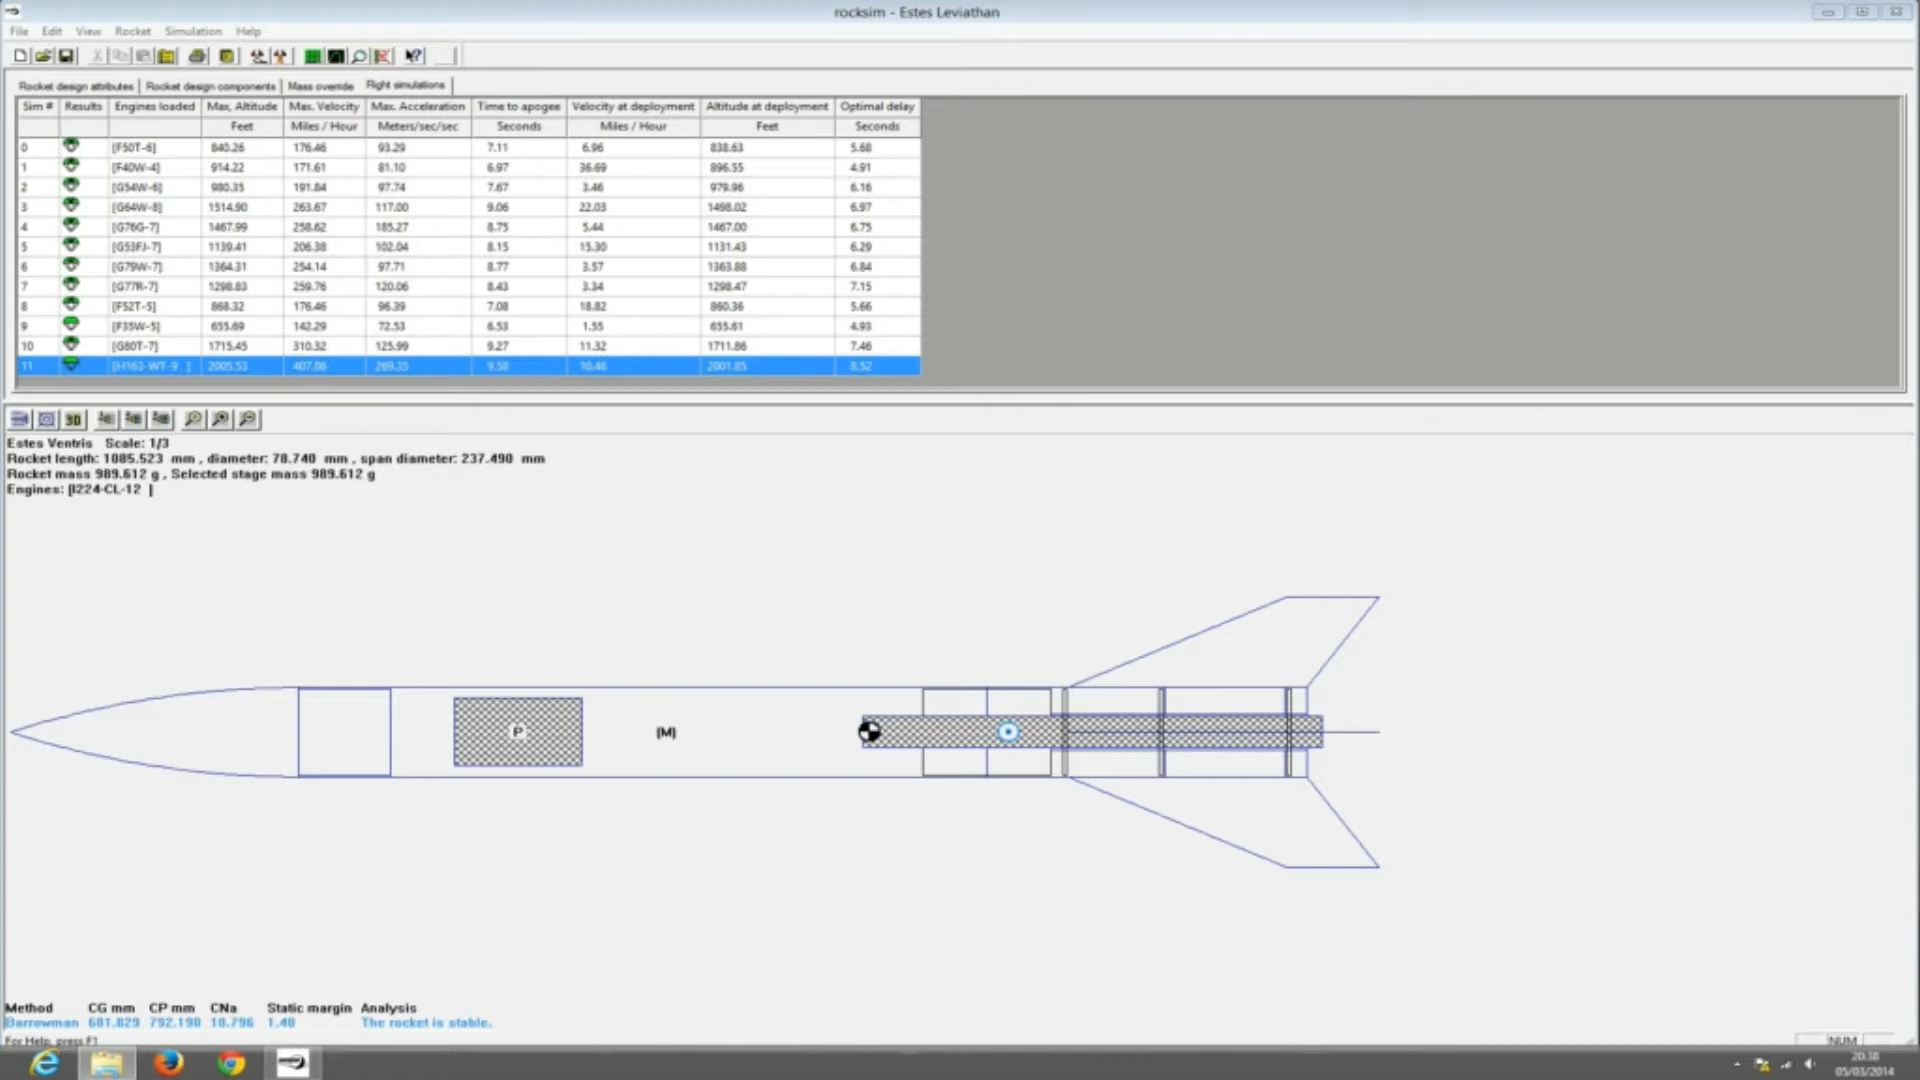 rocksim - Estes Leviathan
File Edit View Rocket Simulation Help
Rocket design attributes Rocket design components Mass override Flight simulations
Sim # Results Engines loaded Max. Altitude Max. Velocity Max. Acceleration Time to apogee Velocity at deployment Altitude at deployment Optimal delay
Feet Miles / Hour Meters/sec/sec Seconds Miles / Hour Feet Seconds
0 [F50T-6] 840.26 176.46 93.29 7.11 6.96 838.63 5.68
1 [F40W-4] 914.22 171.61 81.10 6.97 36.69 896.55 4.91
2 [G54W-6] 980.35 191.84 97.74 7.67 3.46 979.96 6.16
3 [G64W-8] 1514.90 263.67 117.00 9.06 22.03 1498.02 6.97
4 [G76G-7] 1467.99 258.62 185.27 8.75 5.44 1467.00 6.75
5 [G53FJ-7] 1139.41 206.38 102.04 8.15 15.30 1131.43 6.29
6 [G79W-7] 1364.31 254.14 97.71 8.77 3.57 1363.88 6.84
7 [G77R-7] 1298.83 259.76 120.06 8.43 3.34 1298.47 7.15
8 [F52T-5] 868.32 176.46 96.39 7.08 18.82 860.36 5.66
9 [F35W-5] 655.69 142.29 72.53 6.53 1.55 655.61 4.93
10 [G80T-7] 1715.45 310.32 125.99 9.27 11.32 1711.86 7.46
11 [H163-WT-9 ] 2005.53 407.86 269.35 9.58 10.46 2001.85 8.52
3D
Estes Ventris Scale: 1/3
Rocket length: 1085.523 mm , diameter: 78.740 mm , span diameter: 237.490 mm
Rocket mass 989.612 g , Selected stage mass 989.612 g
Engines: [I224-CL-12 ]
P (M)
Method CG mm CP mm CNa Static margin Analysis
Barrowman 681.829 792.190 10.796 1.40 The rocket is stable.
For Help, press F1
NUM
20:38
05/03/2014